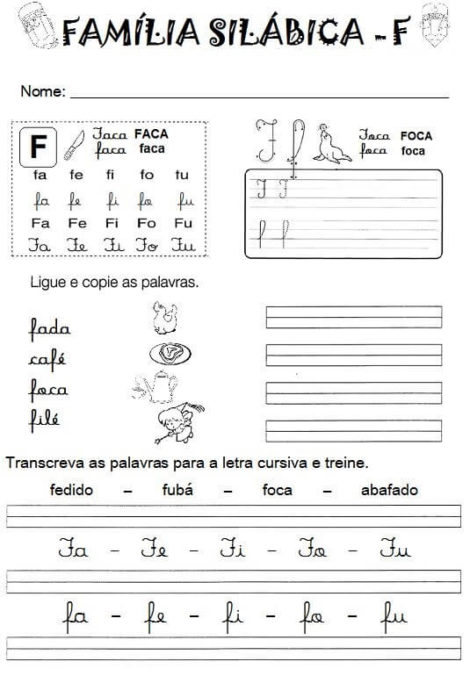 FAMÍLIA SILÁBICA - F
Nome:
F Faca FACA
faca faca
fa fe fi fo tu
fa fe fi fo fu
Fa Fe Fi Fo Fu
Fa Fe Fi Fo Fu
F f Foca FOCA
foca foca
F F
f f
Ligue e copie as palavras.
fada
café
foca
filé
Transcreva as palavras para a letra cursiva e treine.
fedido – fubá – foca – abafado
Fa - Fe - Fi - Fo - Fu
fa - fe - fi - fo - fu